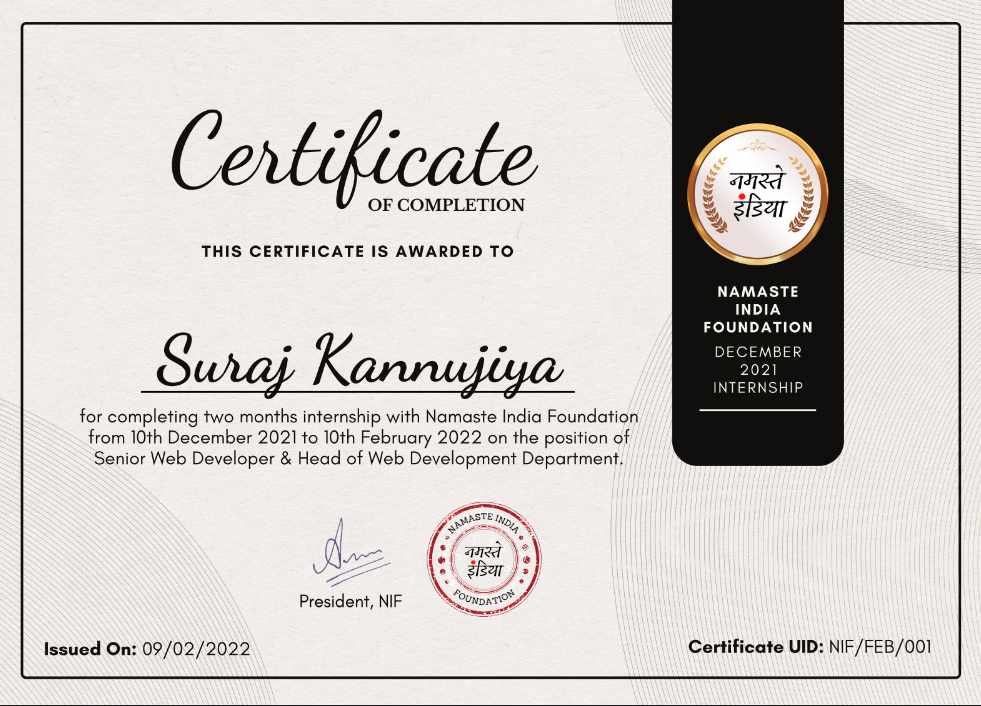 Certificate
OF COMPLETION
THIS CERTIFICATE IS AWARDED TO
Suraj Kannujiya
for completing two months internship with Namaste India Foundation
from 10th December 2021 to 10th February 2022 on the position of
Senior Web Developer & Head of Web Development Department.
नमस्ते
इंडिया
NAMASTE
INDIA
FOUNDATION
DECEMBER
2021
INTERNSHIP
President, NIF
NAMASTE INDIA
नमस्ते
इंडिया
FOUNDATION
Issued On: 09/02/2022
Certificate UID: NIF/FEB/001